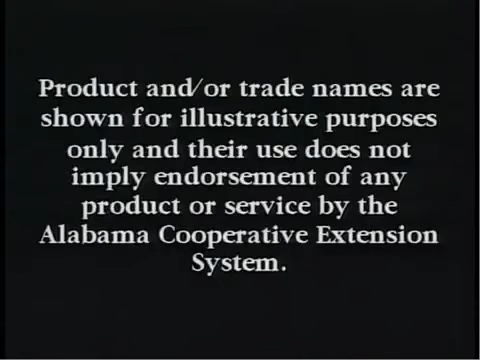 Product and/or trade names are
shown for illustrative purposes
only and their use does not
imply endorsement of any
product or service by the
Alabama Cooperative Extension
System.